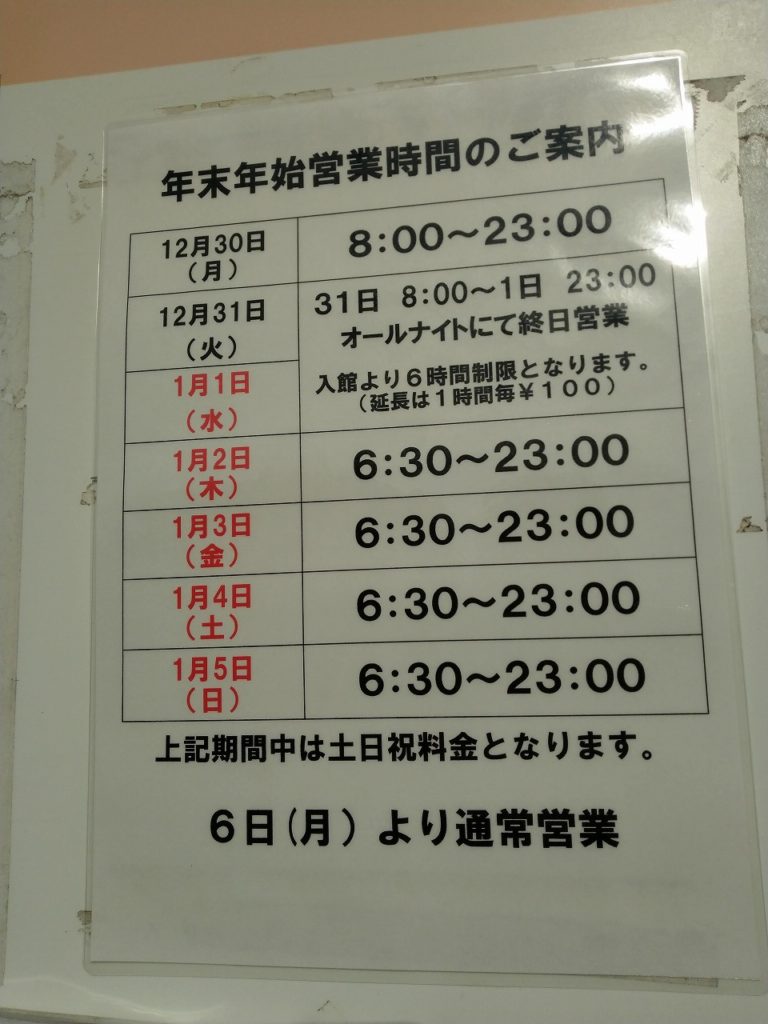 年末年始営業時間のご案内
12月30日
（月）
8:00～23:00
12月31日
（火）
31日 8:00～1日 23:00
オールナイトにて終日営業
1月1日
（水）
入館より６時間制限となります。
（延長は１時間毎￥１００）
1月2日
（木）
6:30～23:00
1月3日
（金）
6:30～23:00
1月4日
（土）
6:30～23:00
1月5日
（日）
6:30～23:00
上記期間中は土日祝料金となります。
６日(月）より通常営業